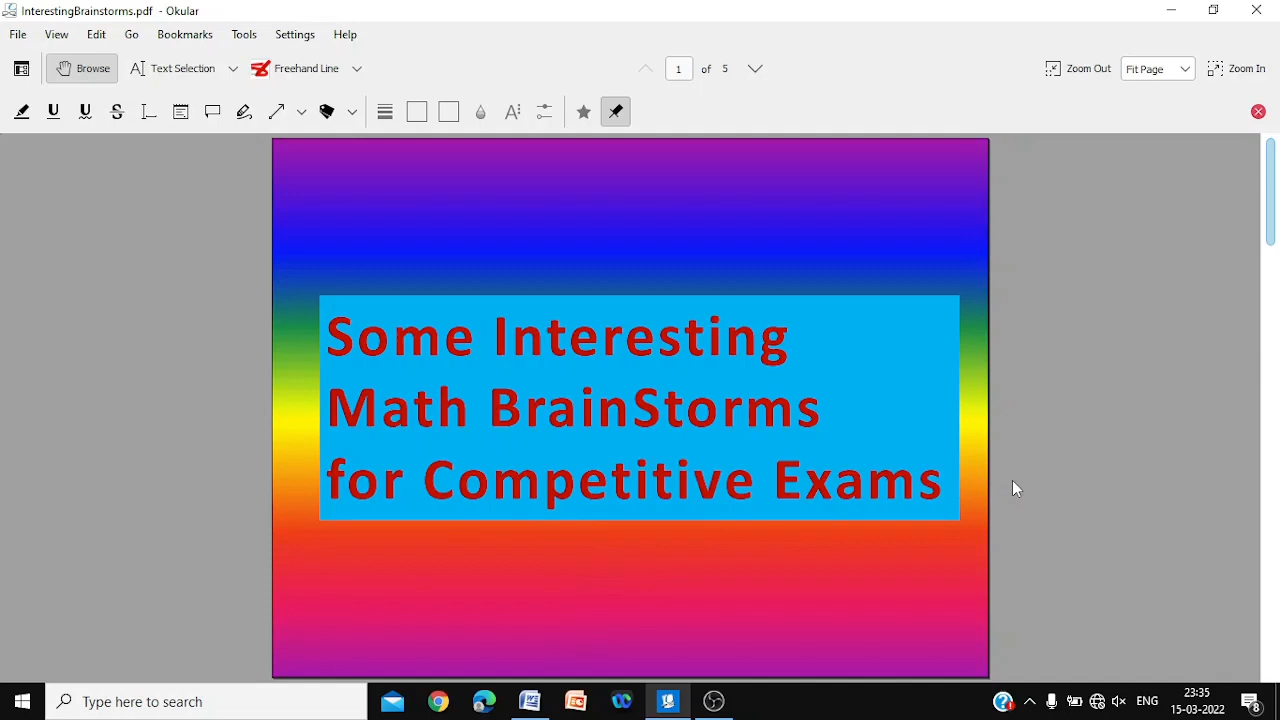 InterestingBrainstorms.pdf - Okular
File View Edit Go Bookmarks Tools Settings Help
Browse Text Selection Freehand Line 1 of 5 Zoom Out Fit Page Zoom In
Some Interesting
Math BrainStorms
for Competitive Exams
Type here to search
ENG
23:35
15-03-2022
8